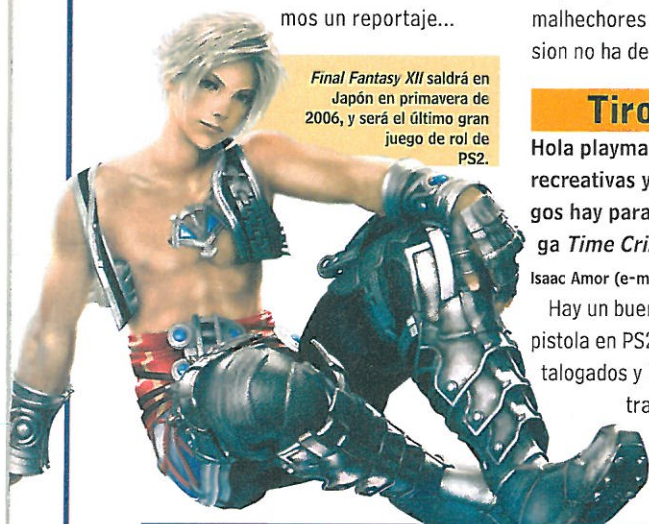 mos un reportaje...
Final Fantasy XII saldrá en
Japón en primavera de
2006, y será el último gran
juego de rol de
PS2.
malhechores
sion no ha de
Tiro
Hola playma
recreativas y
gos hay para
ga Time Cri
Isaac Amor (e-m
Hay un buer
pistola en PS2
talogados y
tra